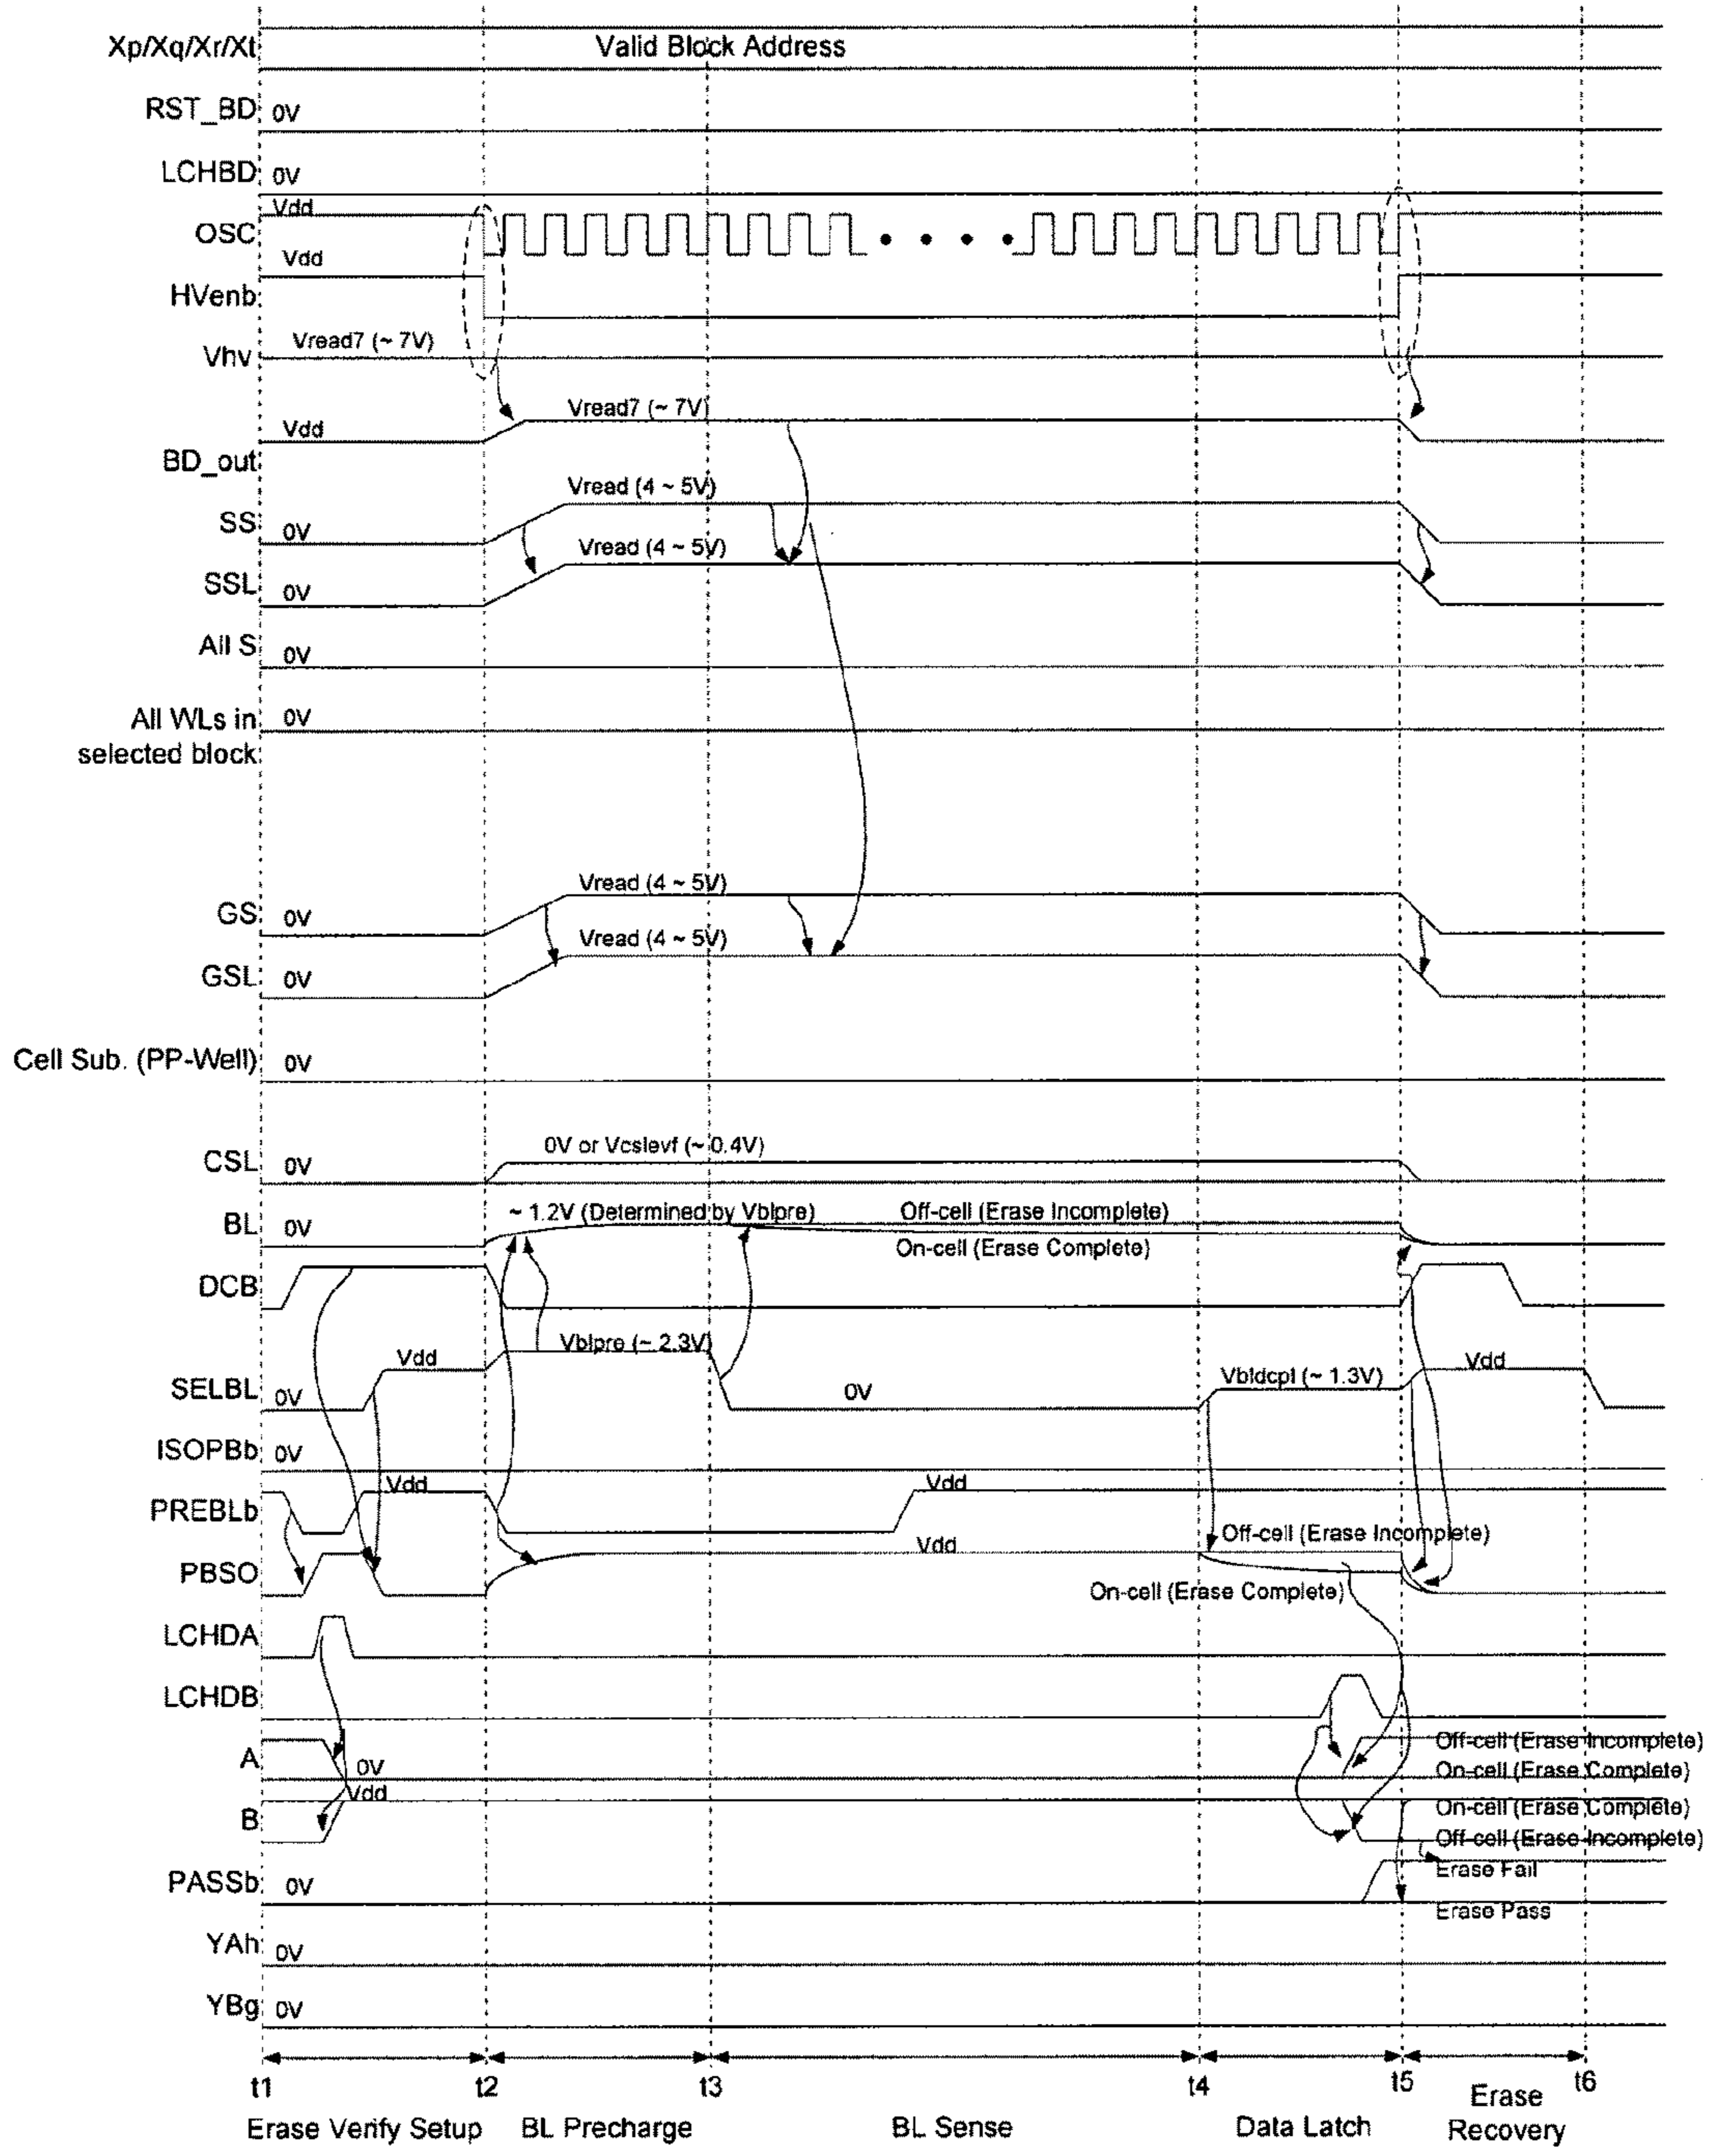 Xp/Xq/Xr/Xt
Valid Block Address
RST_BD 0V
LCHBD 0V
Vdd
OSC
Vdd
HVenb
Vread7 (~ 7V)
Vhv
Vread7 (~ 7V)
Vdd
BD_out
Vread (4 ~ 5V)
SS 0V
Vread (4 ~ 5V)
SSL 0V
All S 0V
All WLs in 0V
selected block
Vread (4 ~ 5V)
GS 0V
Vread (4 ~ 5V)
GSL 0V
Cell Sub. (PP-Well) 0V
0V or Vcslevf (~ 0.4V)
CSL 0V
~ 1.2V (Determined by Vblpre) Off-cell (Erase Incomplete)
BL 0V
On-cell (Erase Complete)
DCB
Vblpre (~ 2.3V)
Vdd Vbldcpl (~ 1.3V) Vdd
SELBL 0V 0V
ISOPBb 0V
Vdd Vdd
PREBLb
Off-cell (Erase Incomplete)
Vdd
PBSO
On-cell (Erase Complete)
LCHDA
LCHDB
Off-cell (Erase Incomplete)
A 0V On-cell (Erase Complete)
Vdd
On-cell (Erase Complete)
B
Off-cell (Erase Incomplete)
Erase Fail
PASSb 0V
Erase Pass
YAh 0V
YBg 0V
t1 t2 t3 t4 t5 t6
Erase Verify Setup BL Precharge BL Sense Data Latch Erase
Recovery